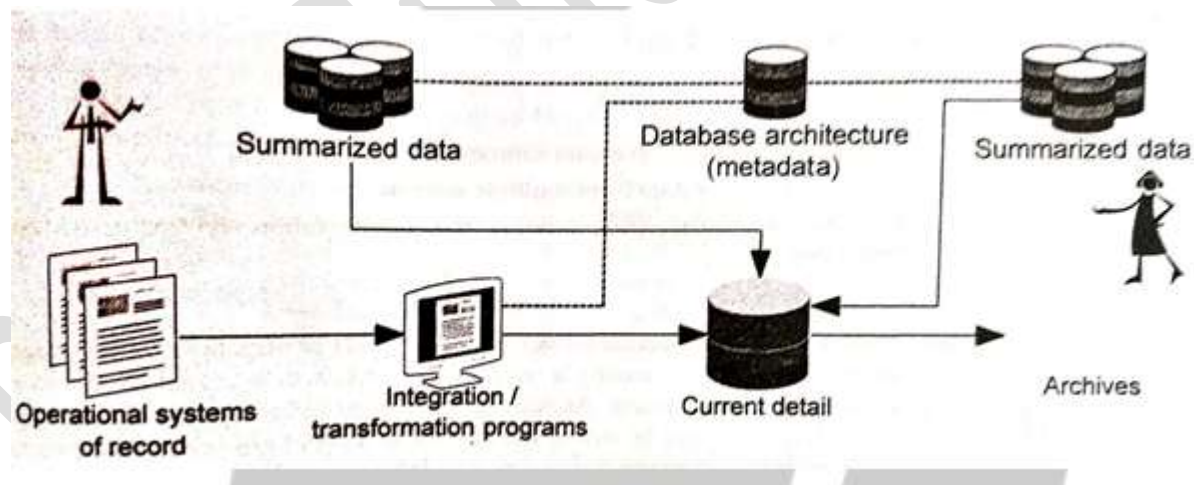 Summarized data
Database architecture
(metadata)
Summarized data
Operational systems
of record
Integration /
transformation programs
Current detail
Archives